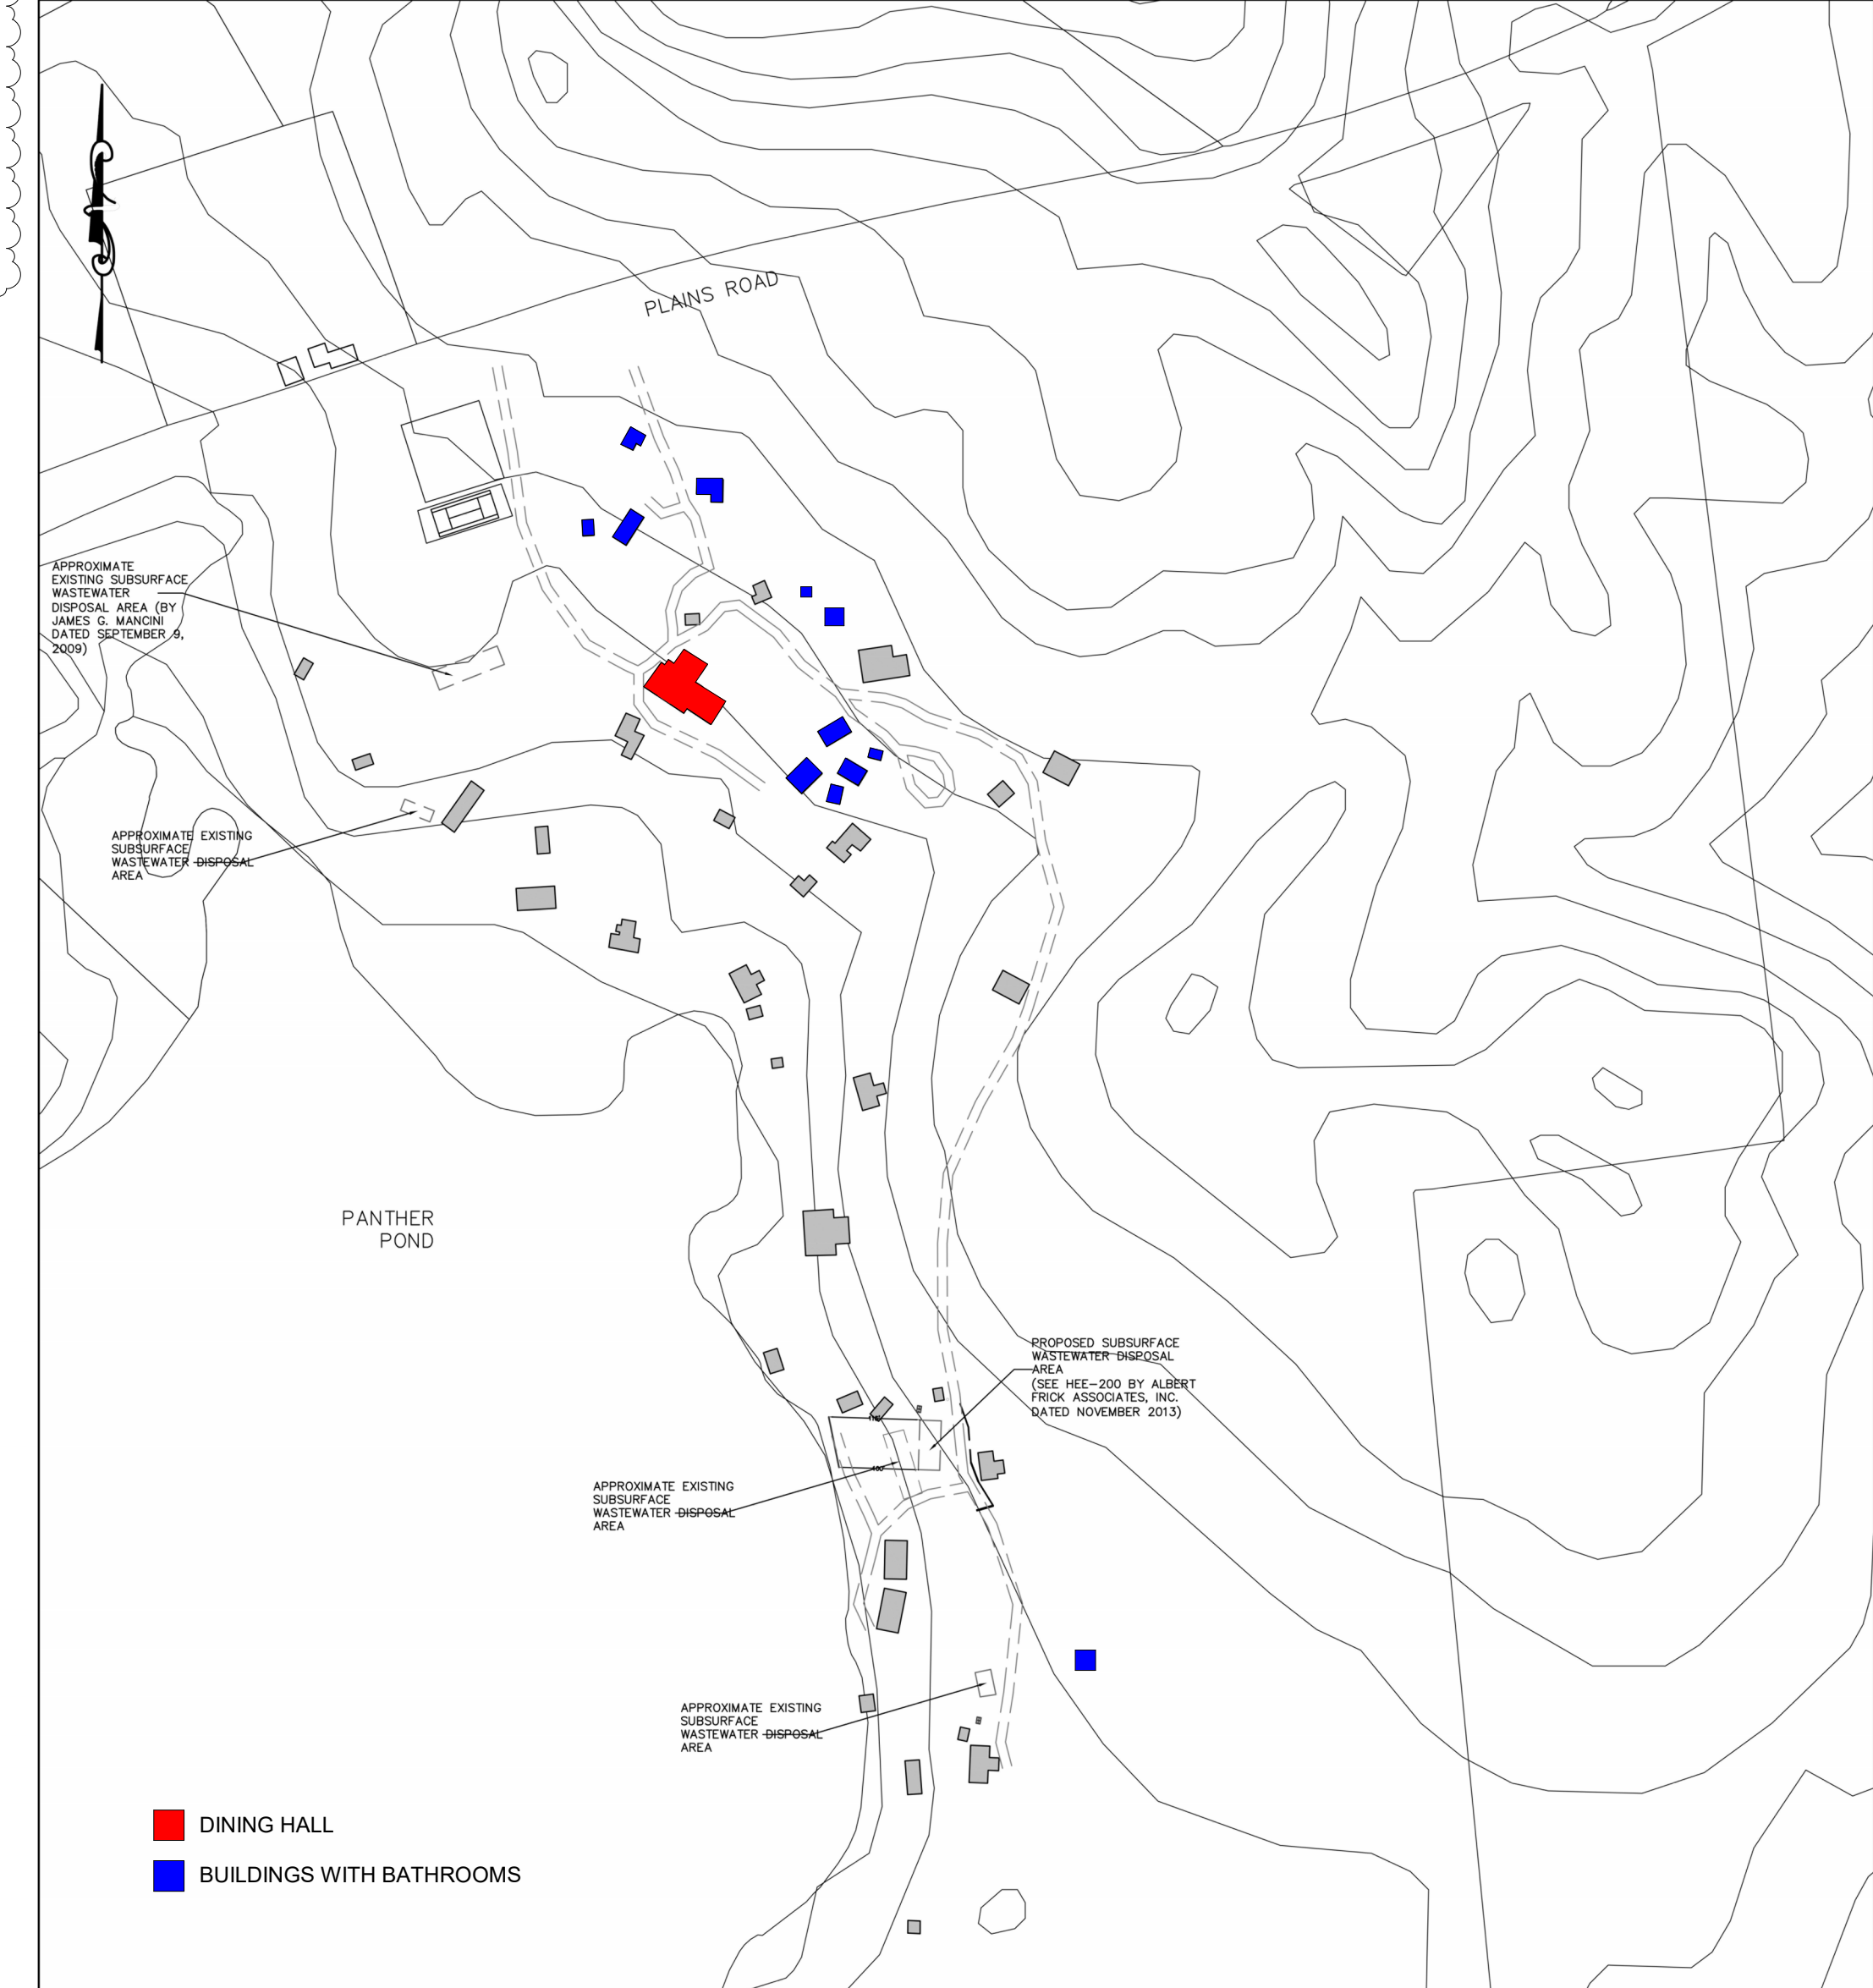 PLAINS ROAD
APPROXIMATE
EXISTING SUBSURFACE
WASTEWATER
DISPOSAL AREA (BY
JAMES G. MANCINI
DATED SEPTEMBER 9,
2009)
APPROXIMATE EXISTING
SUBSURFACE
WASTEWATER DISPOSAL
AREA
PANTHER
POND
PROPOSED SUBSURFACE
WASTEWATER DISPOSAL
AREA
(SEE HEE-200 BY ALBERT
FRICK ASSOCIATES, INC.
DATED NOVEMBER 2013)
APPROXIMATE EXISTING
SUBSURFACE
WASTEWATER DISPOSAL
AREA
APPROXIMATE EXISTING
SUBSURFACE
WASTEWATER DISPOSAL
AREA
DINING HALL
BUILDINGS WITH BATHROOMS